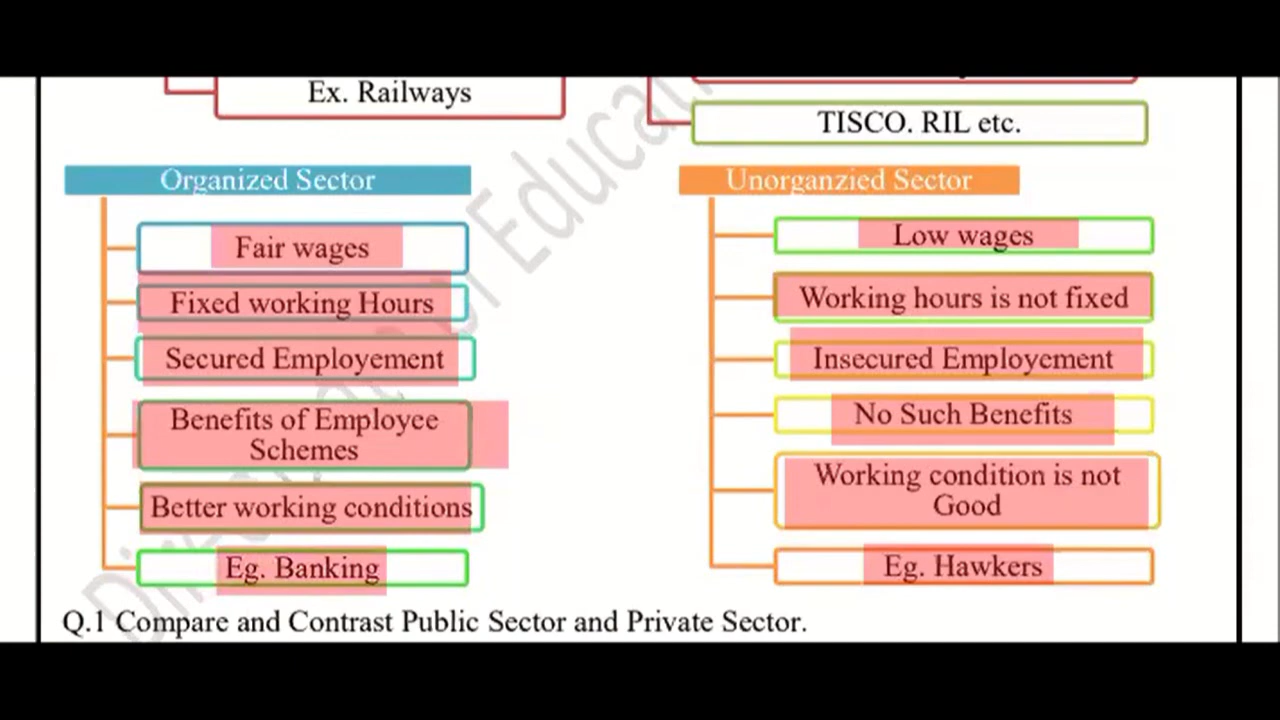 Ex. Railways
TISCO. RIL etc.
Organized Sector
Fair wages
Fixed working Hours
Secured Employement
Benefits of Employee
Schemes
Better working conditions
Eg. Banking
Unorganzied Sector
Low wages
Working hours is not fixed
Insecured Employement
No Such Benefits
Working condition is not
Good
Eg. Hawkers
Q.1 Compare and Contrast Public Sector and Private Sector.